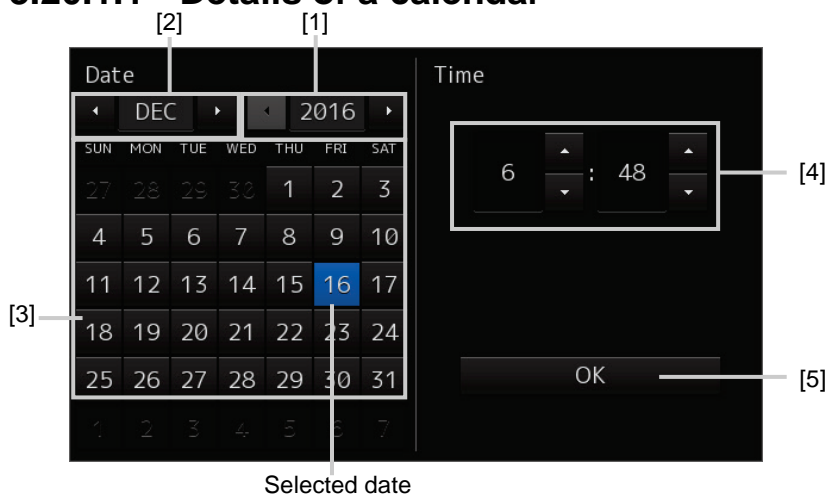 Details of a calendar
[2] [1]
Date Time
DEC 2016
SUN MON TUE WED THU FRI SAT
27 28 29 30 1 2 3
6 : 48 [4]
4 5 6 7 8 9 10
11 12 13 14 15 16 17
[3]
18 19 20 21 22 23 24
25 26 27 28 29 30 31
OK [5]
1 2 3 4 5 6 7
Selected date